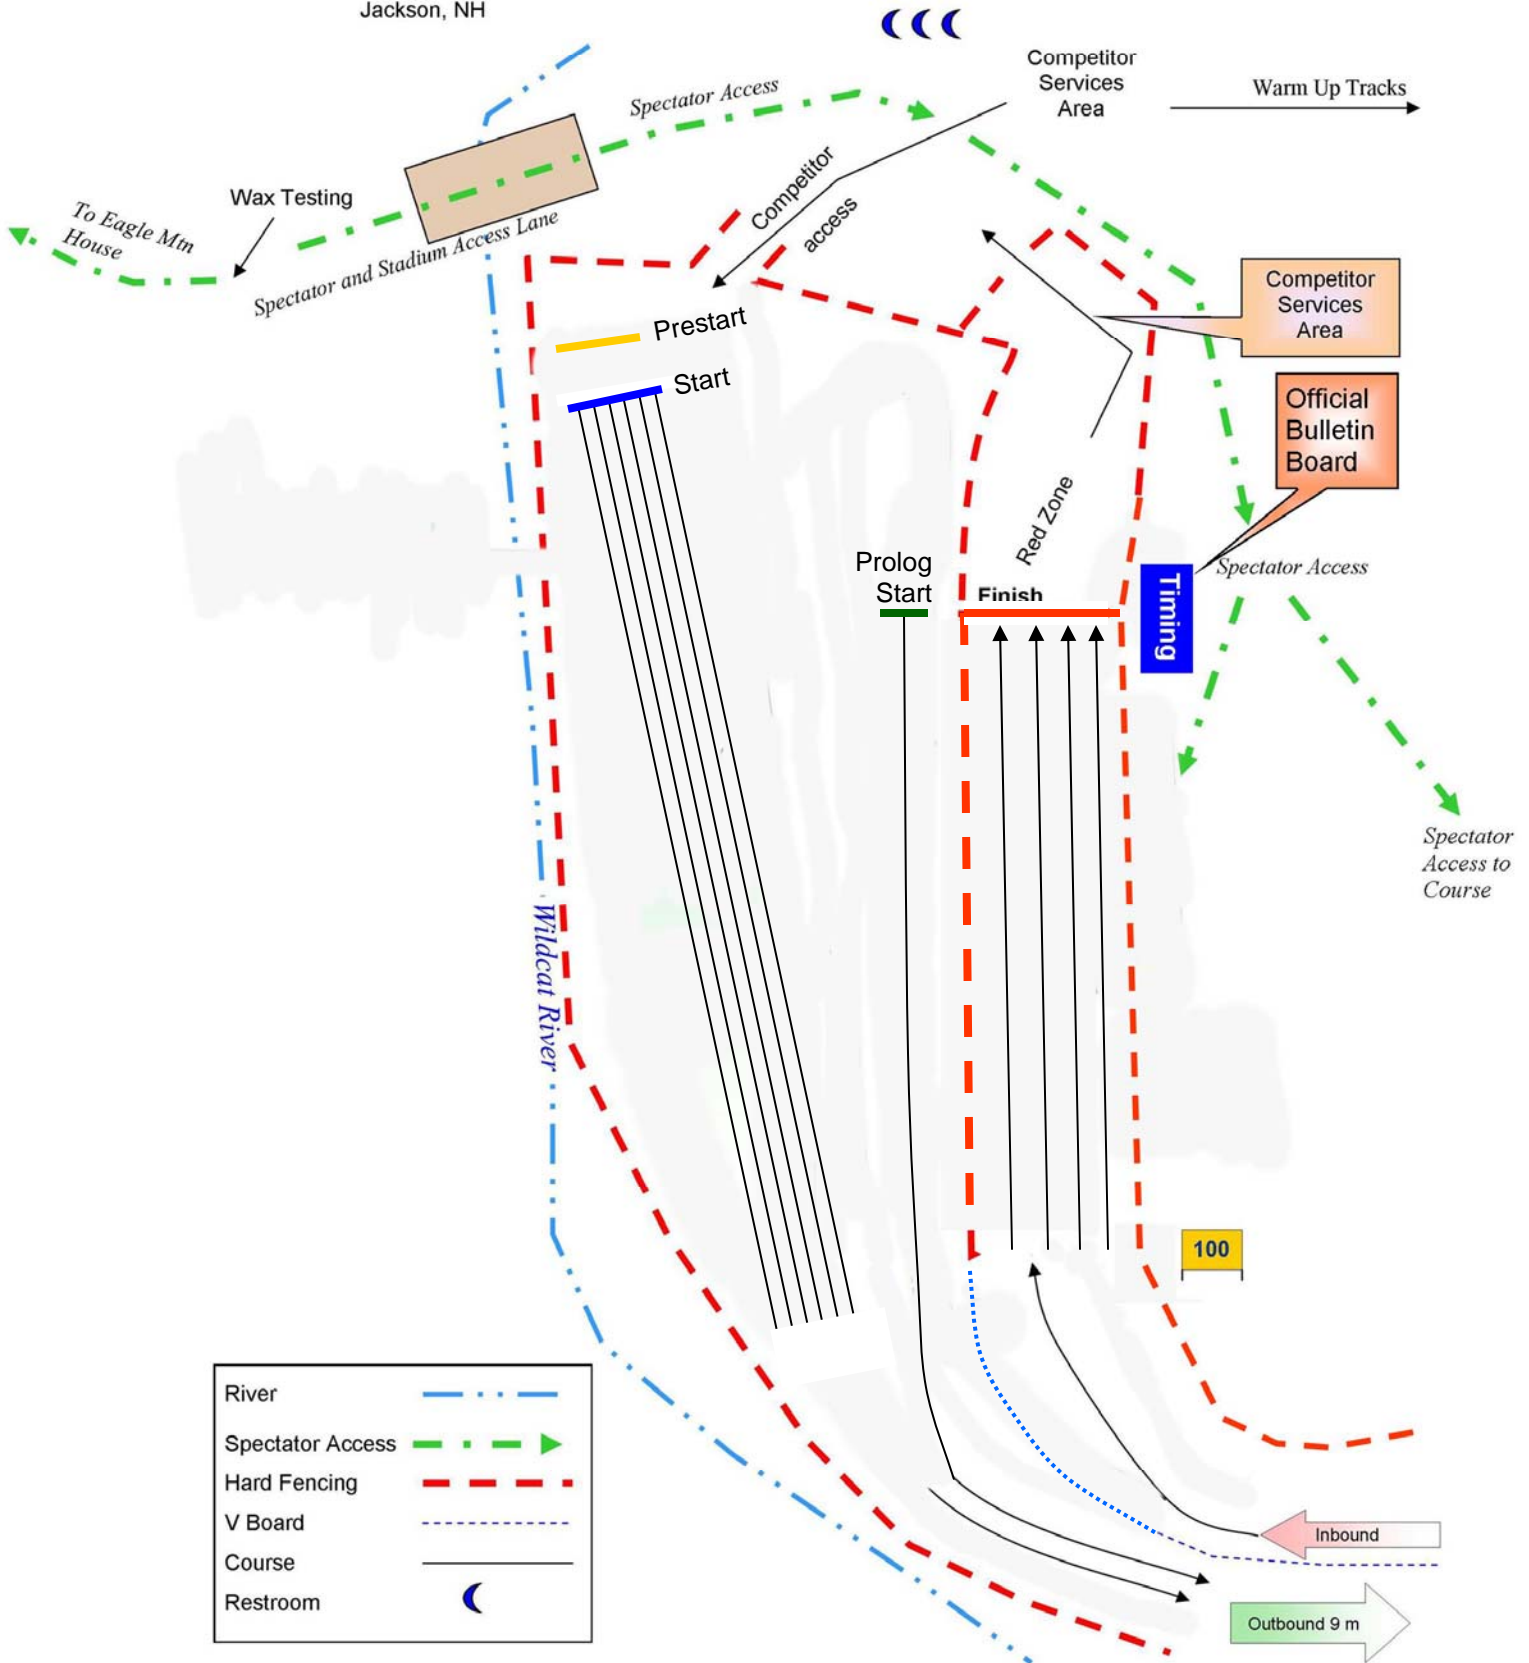 Jackson, NH
Competitor
Services
Area
Warm Up Tracks
Spectator Access
Competitor
access
Wax Testing
To Eagle Mtn
House
Spectator and Stadium Access Lane
Competitor
Services
Area
Prestart
Start
Official
Bulletin
Board
Red Zone
Prolog
Start
Finish
Timing
Spectator Access
Spectator
Access to
Course
Wildcat River
100
River
Spectator Access
Hard Fencing
V Board
Course
Restroom
Inbound
Outbound 9 m